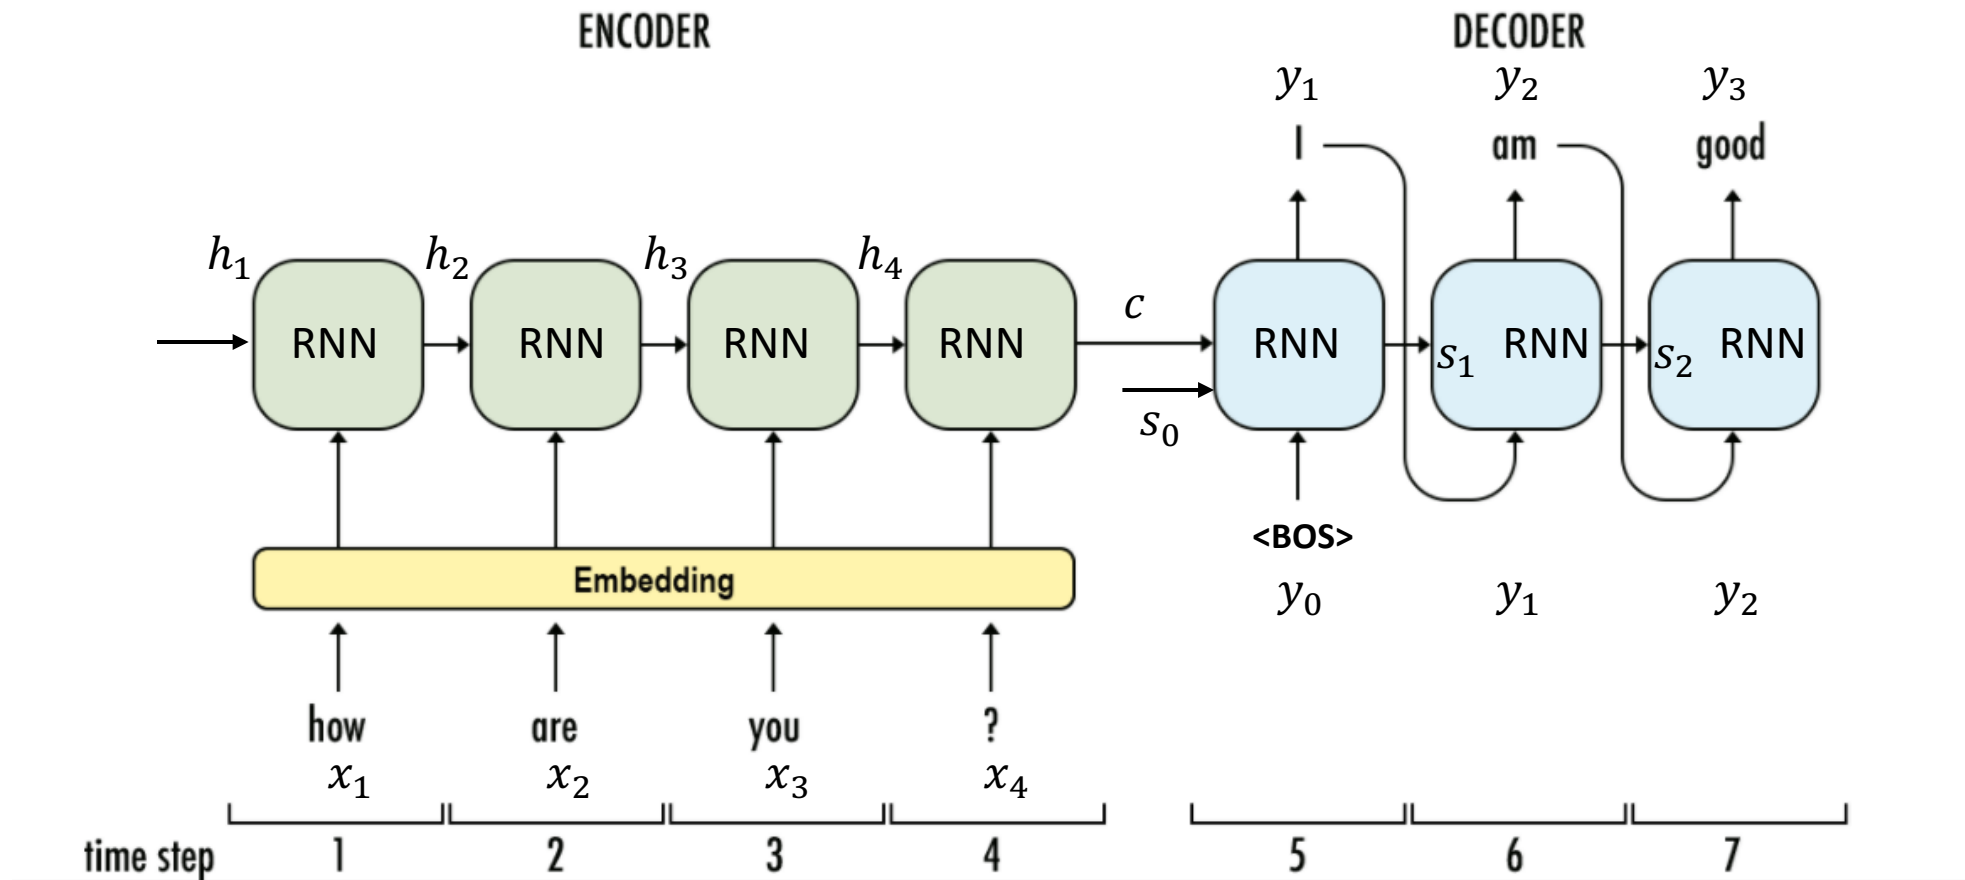 ENCODER DECODER
y₁ y₂ y₃
I am good
h₁ h₂ h₃ h₄
c
RNN RNN RNN RNN RNN s₁ RNN s₂ RNN
s₀
<BOS>
Embedding
y₀ y₁ y₂
how are you ?
x₁ x₂ x₃ x₄
time step 1 2 3 4 5 6 7